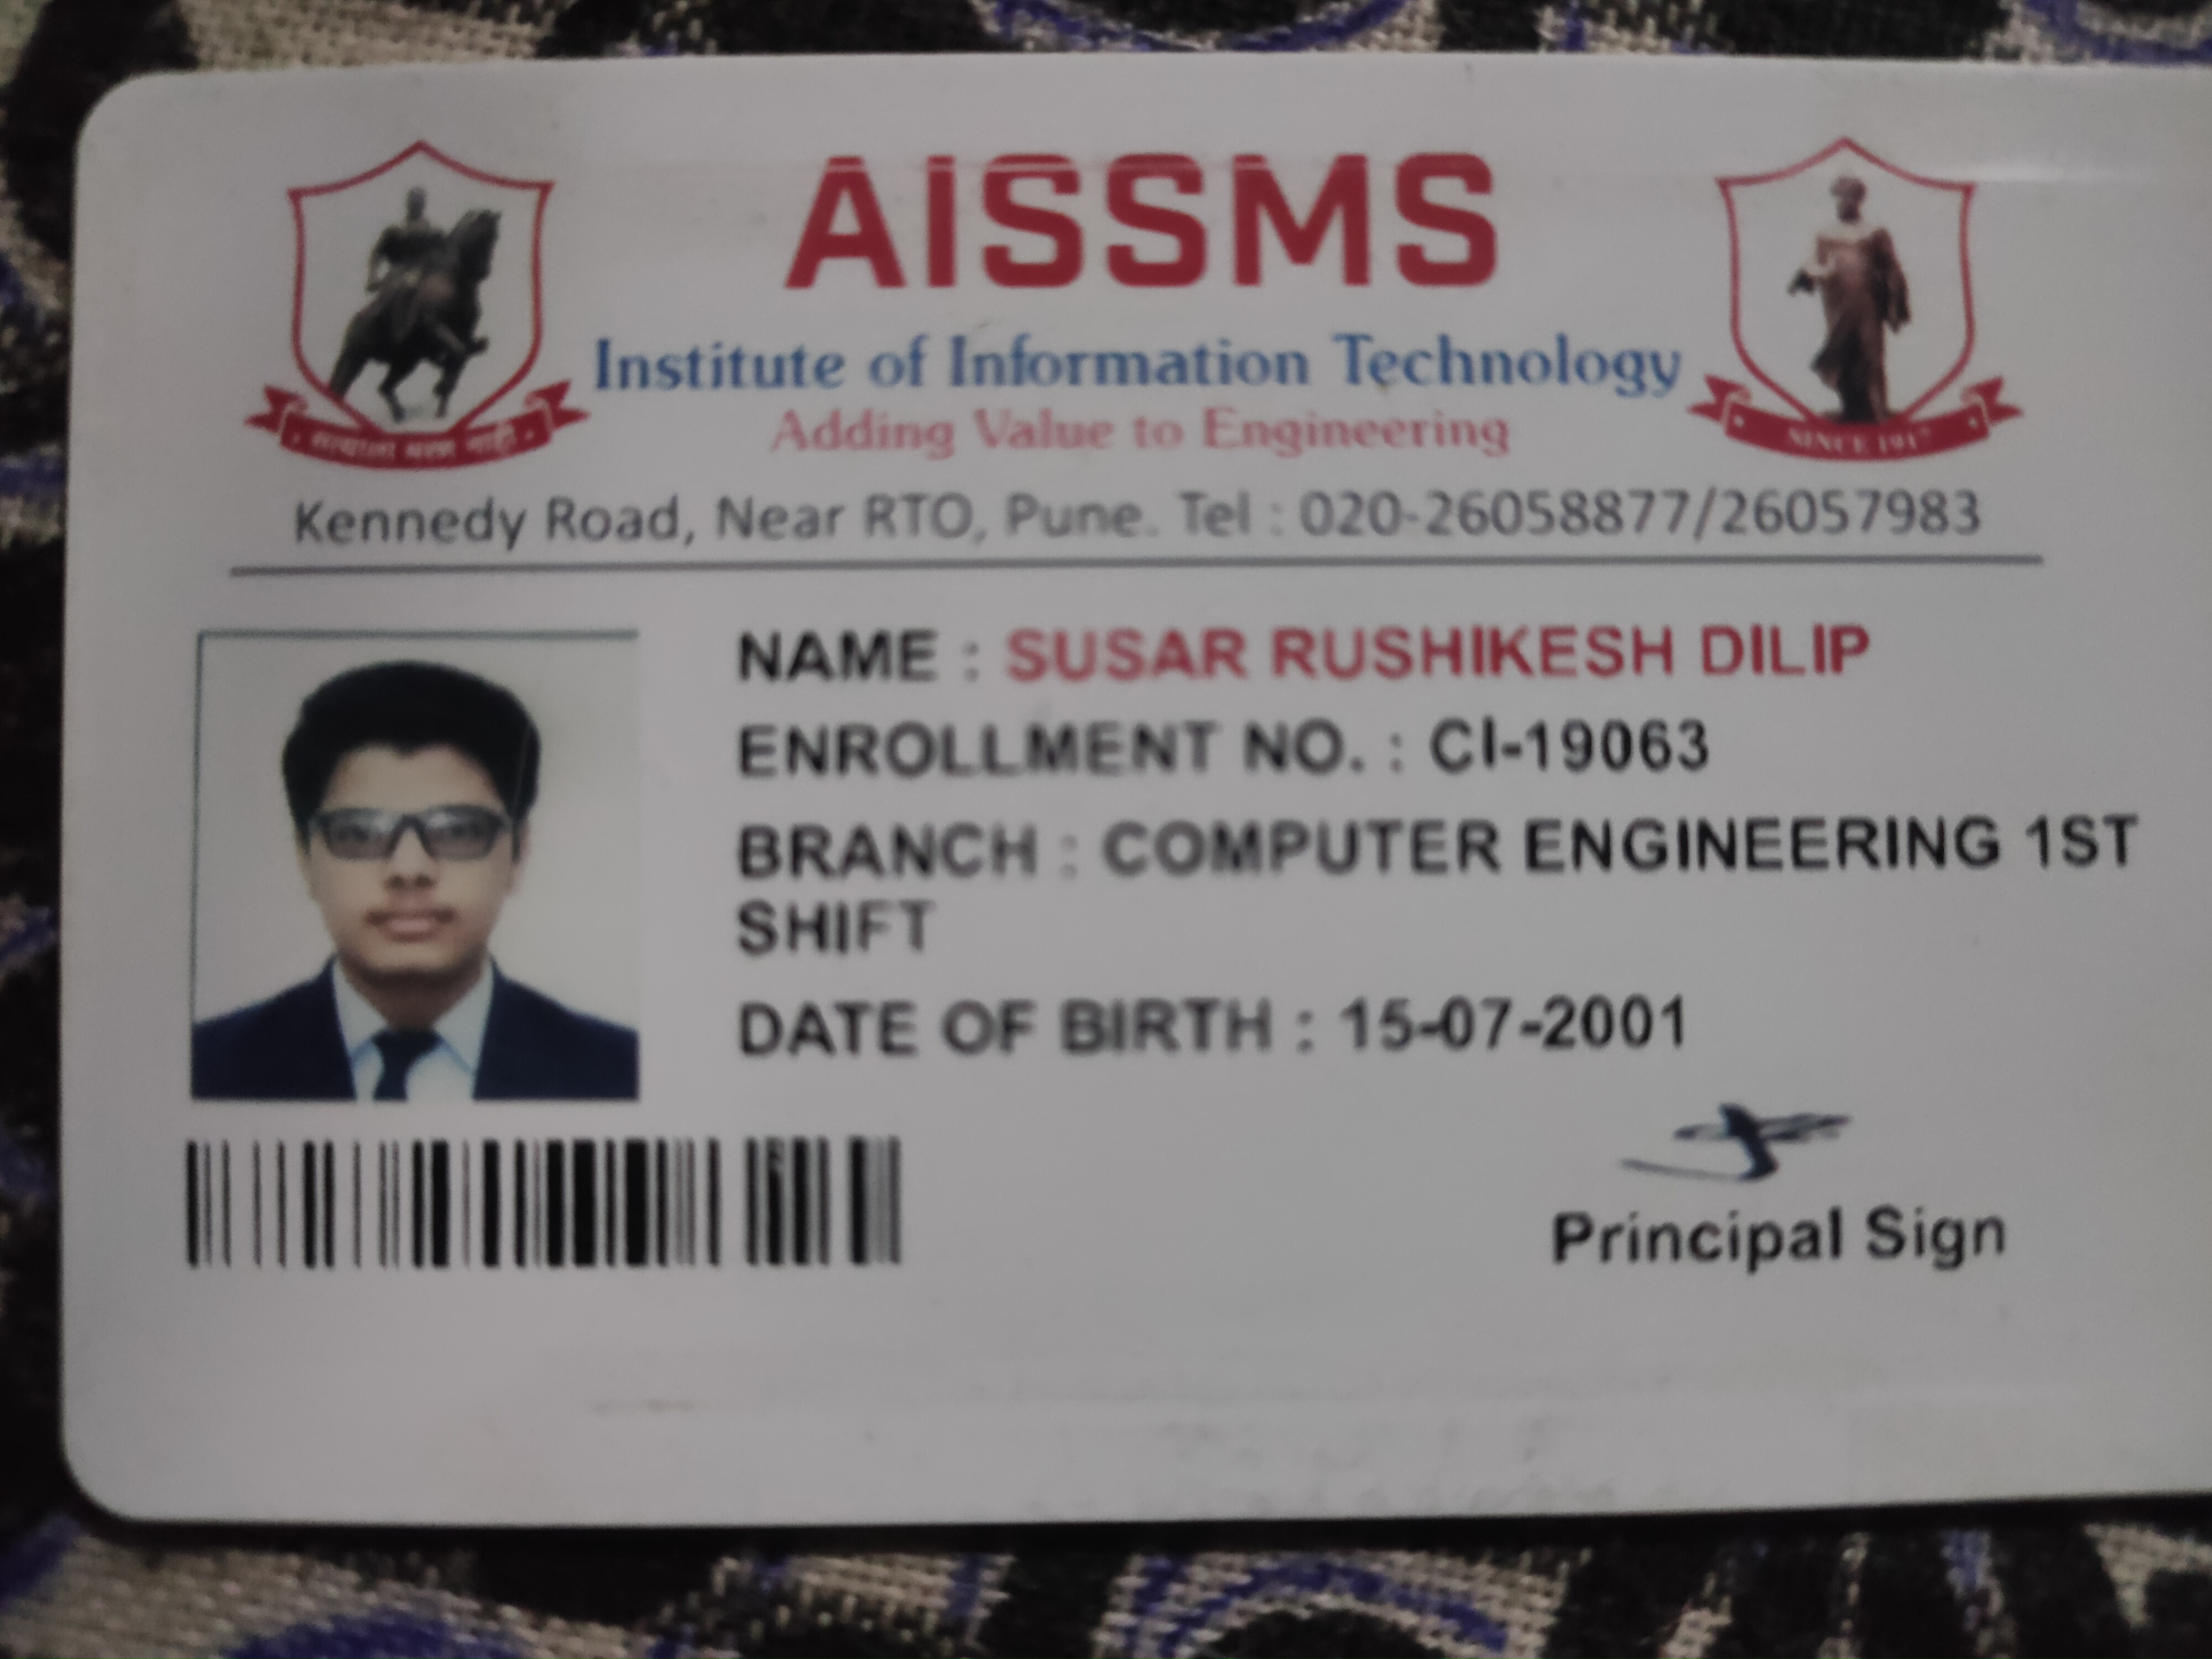 AISSMS
Institute of Information Technology
Adding Value to Engineering
SINCE 1917
Kennedy Road, Near RTO, Pune. Tel : 020-26058877/26057983
NAME : SUSAR RUSHIKESH DILIP
ENROLLMENT NO. : CI-19063
BRANCH : COMPUTER ENGINEERING 1ST
SHIFT
DATE OF BIRTH : 15-07-2001
Principal Sign